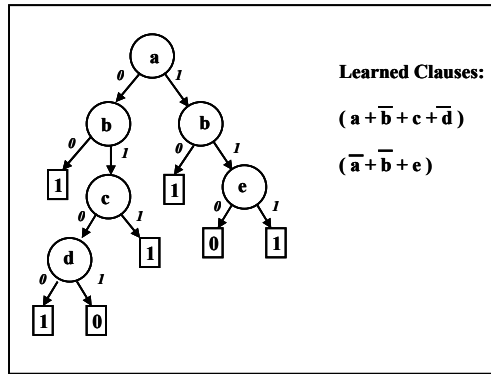 a
0 1
b b
0 1 0 1
1 1
c e
0 1 0 1
d 1 0 1
0 1
1 0
Learned Clauses:
( a + b̅ + c + d̅ )
( a̅ + b̅ + e )